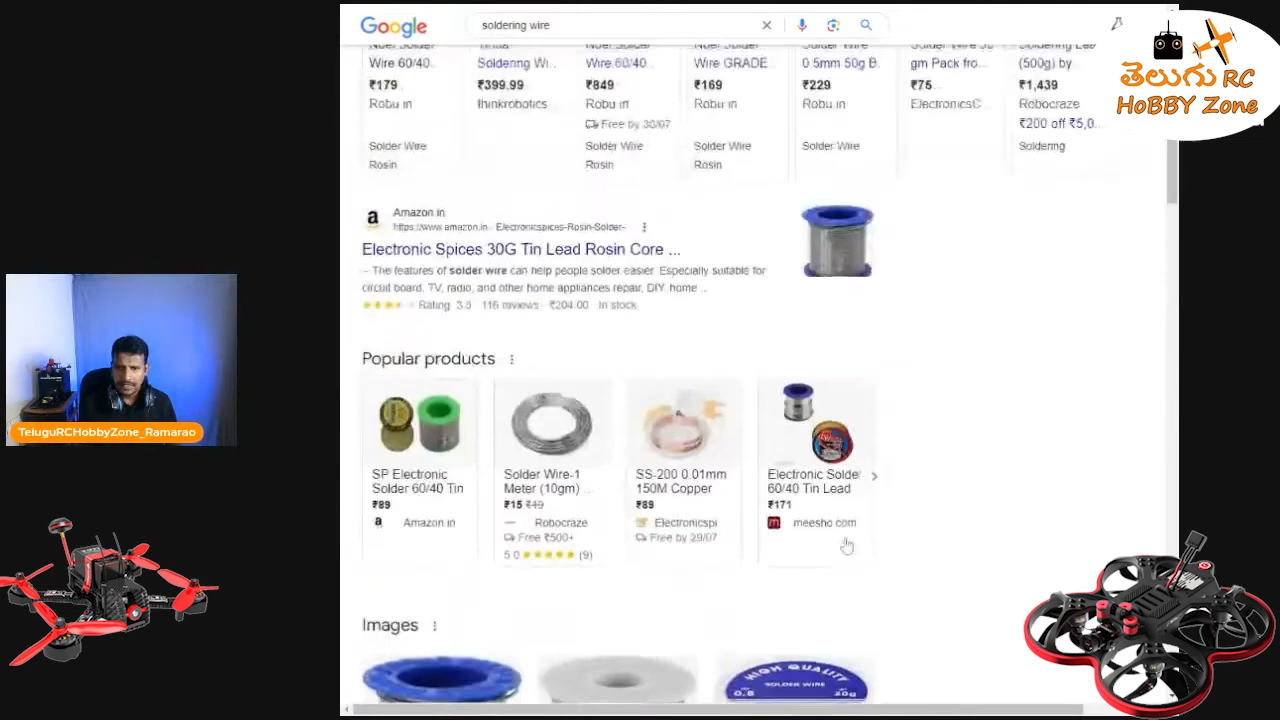 Google
soldering wire
తెలుగు RC
HoBBY Zone
Wire 60/40..
Soldering Wi...
Wire 60/40...
Wire GRADE...
0.5mm 50g B...
gm Pack fro...
(500g) by ...
₹179
₹399.99
₹849
₹169
₹229
₹75
₹1,439
Robu in
thinkrobotics
Robu in
Robu in
Robu in
ElectronicsC...
Robocraze
Free by 30/07
₹200 off ₹5,0...
Solder Wire
Solder Wire
Solder Wire
Solder Wire
Soldering
Rosin
Rosin
Rosin
a
Amazon in
https://www.amazon.in · Electronicspices-Rosin-Solder-
Electronic Spices 30G Tin Lead Rosin Core ...
– The features of solder wire can help people solder easier. Especially suitable for
circuit board, TV, radio, and other home appliances repair, DIY, home ...
Rating 3.5 116 reviews ₹204.00 In stock
Popular products
SP Electronic
Solder 60/40 Tin
₹89
a Amazon in
Solder Wire-1
Meter (10gm) ...
₹15 ₹49
Robocraze
Free ₹500+
5.0 (9)
SS-200 0.01mm
150M Copper
₹89
Electronicspi
Free by 29/07
Electronic Solder
60/40 Tin Lead
₹171
m meesho com
TeluguRCHobbyZone_Ramarao
Images
HIGH QUALITY
SOLDER WIRE
0.8